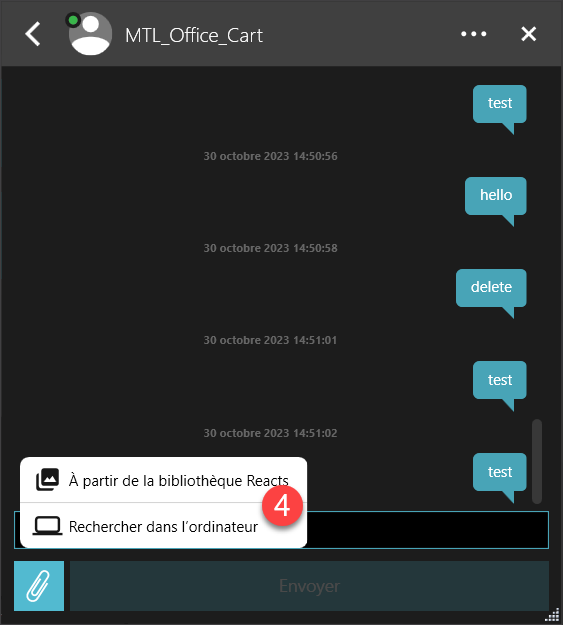 MTL_Office_Cart
test
30 octobre 2023 14:50:56
hello
30 octobre 2023 14:50:58
delete
30 octobre 2023 14:51:01
test
30 octobre 2023 14:51:02
test
À partir de la bibliothèque Reacts
4
Rechercher dans l'ordinateur
Envoyer